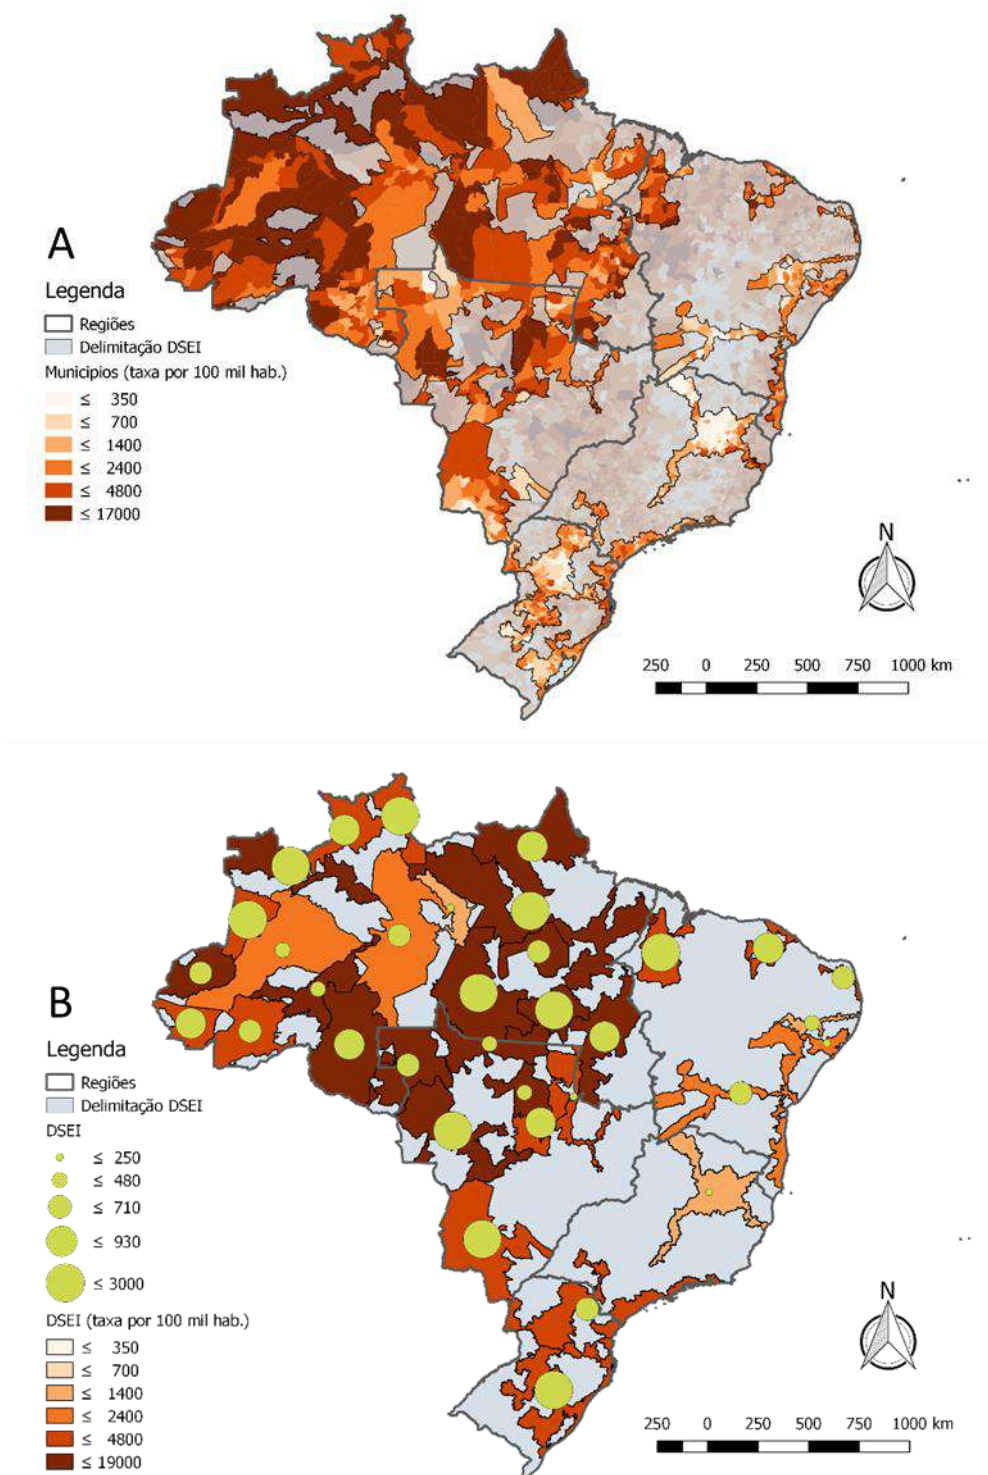 A
Legenda
Regiões
Delimitação DSEI
Municipios (taxa por 100 mil hab.)
≤ 350
≤ 700
≤ 1400
≤ 2400
≤ 4800
≤ 17000
N
250 0 250 500 750 1000 km
B
Legenda
Regiões
Delimitação DSEI
DSEI
≤ 250
≤ 480
≤ 710
≤ 930
≤ 3000
DSEI (taxa por 100 mil hab.)
≤ 350
≤ 700
≤ 1400
≤ 2400
≤ 4800
≤ 19000
N
250 0 250 500 750 1000 km